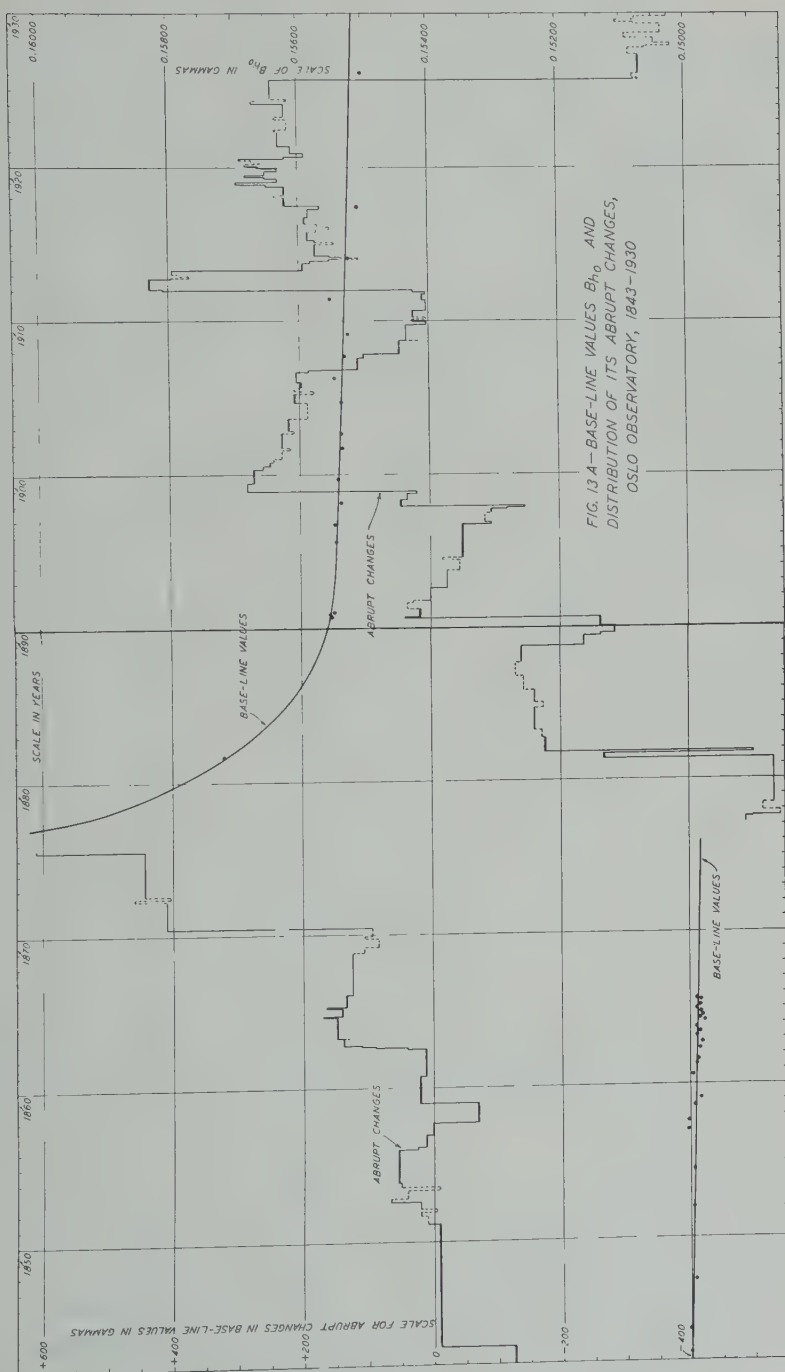 SCALE IN YEARS
1850
1860
1870
1880
1890
1900
1910
1920
1930
SCALE FOR ABRUPT CHANGES IN BASE-LINE VALUES IN GAMMAS
+600
+400
+200
0
-200
-400
SCALE OF Bh0 IN GAMMAS
0.16000
0.15800
0.15600
0.15400
0.15200
0.15000
BASE-LINE VALUES
ABRUPT CHANGES
ABRUPT CHANGES
BASE-LINE VALUES
FIG. 13 A—BASE-LINE VALUES Bh0 AND
DISTRIBUTION OF ITS ABRUPT CHANGES,
OSLO OBSERVATORY, 1843-1930